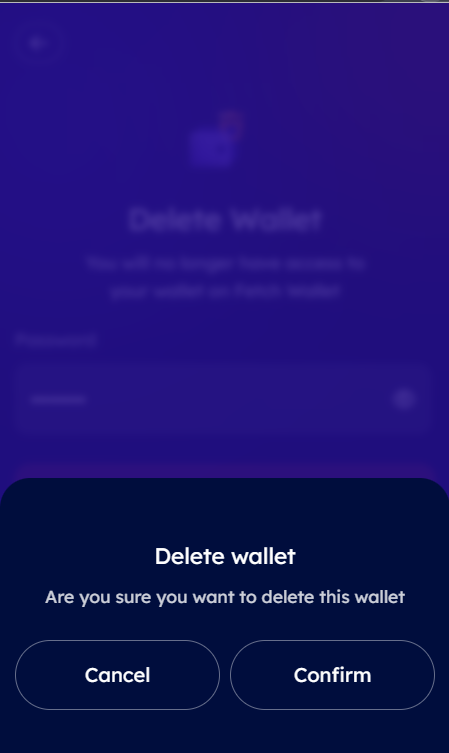 Delete Wallet
You will no longer have access to
your wallet on Fetch Wallet
Password
Delete wallet
Are you sure you want to delete this wallet
Cancel
Confirm